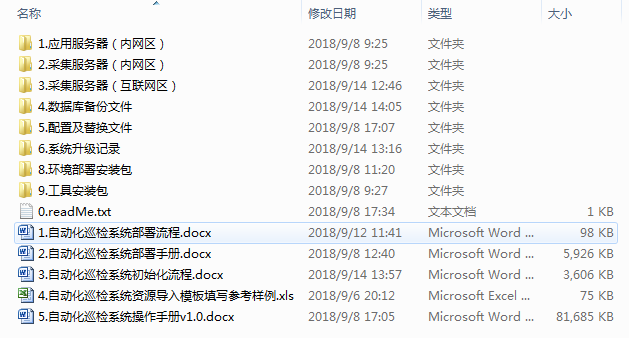 名称 修改日期 类型 大小
1.应用服务器（内网区） 2018/9/8 9:25 文件夹
2.采集服务器（内网区） 2018/9/8 9:25 文件夹
3.采集服务器（互联网区） 2018/9/14 12:46 文件夹
4.数据库备份文件 2018/9/14 14:05 文件夹
5.配置及替换文件 2018/9/8 17:07 文件夹
6.系统升级记录 2018/9/14 13:16 文件夹
8.环境部署安装包 2018/9/8 11:20 文件夹
9.工具安装包 2018/9/8 9:27 文件夹
0.readMe.txt 2018/9/8 17:34 文本文档 1 KB
1.自动化巡检系统部署流程.docx 2018/9/12 11:41 Microsoft Word ... 98 KB
2.自动化巡检系统部署手册.docx 2018/9/8 12:40 Microsoft Word ... 5,926 KB
3.自动化巡检系统初始化流程.docx 2018/9/14 13:57 Microsoft Word ... 3,606 KB
4.自动化巡检系统资源导入模板填写参考样例.xls 2018/9/6 20:12 Microsoft Excel ... 75 KB
5.自动化巡检系统操作手册v1.0.docx 2018/9/8 17:05 Microsoft Word ... 81,685 KB